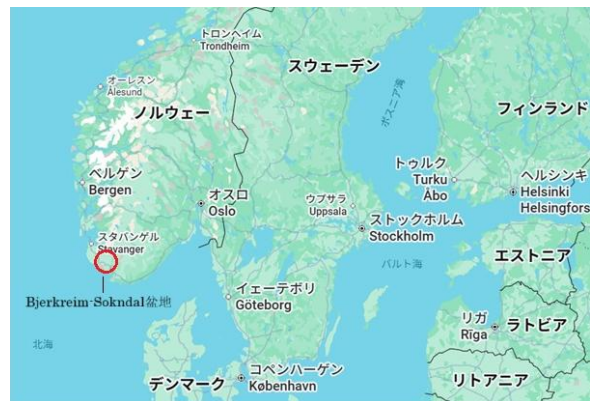 トロンヘイム
Trondheim
スウェーデン
オーレスン
Ålesund
ボスニア湾
フィンランド
ノルウェー
トゥルク
Turku
Åbo
ヘルシンキ
Helsinki
Helsingfors
ベルゲン
Bergen
オスロ
Oslo
ウプサラ
Uppsala
ストックホルム
Stockholm
スタバンゲル
Stavanger
バルト海
エストニア
Bjerkreim-Sokndal盆地
イェーテボリ
Göteborg
リガ
Rīga
ラトビア
北海
コペンハーゲン
København
デンマーク
リトアニア